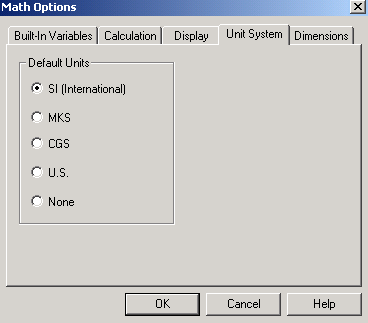 Math Options
Built-In Variables Calculation Display Unit System Dimensions
Default Units
SI (International)
MKS
CGS
U.S.
None
OK Cancel Help